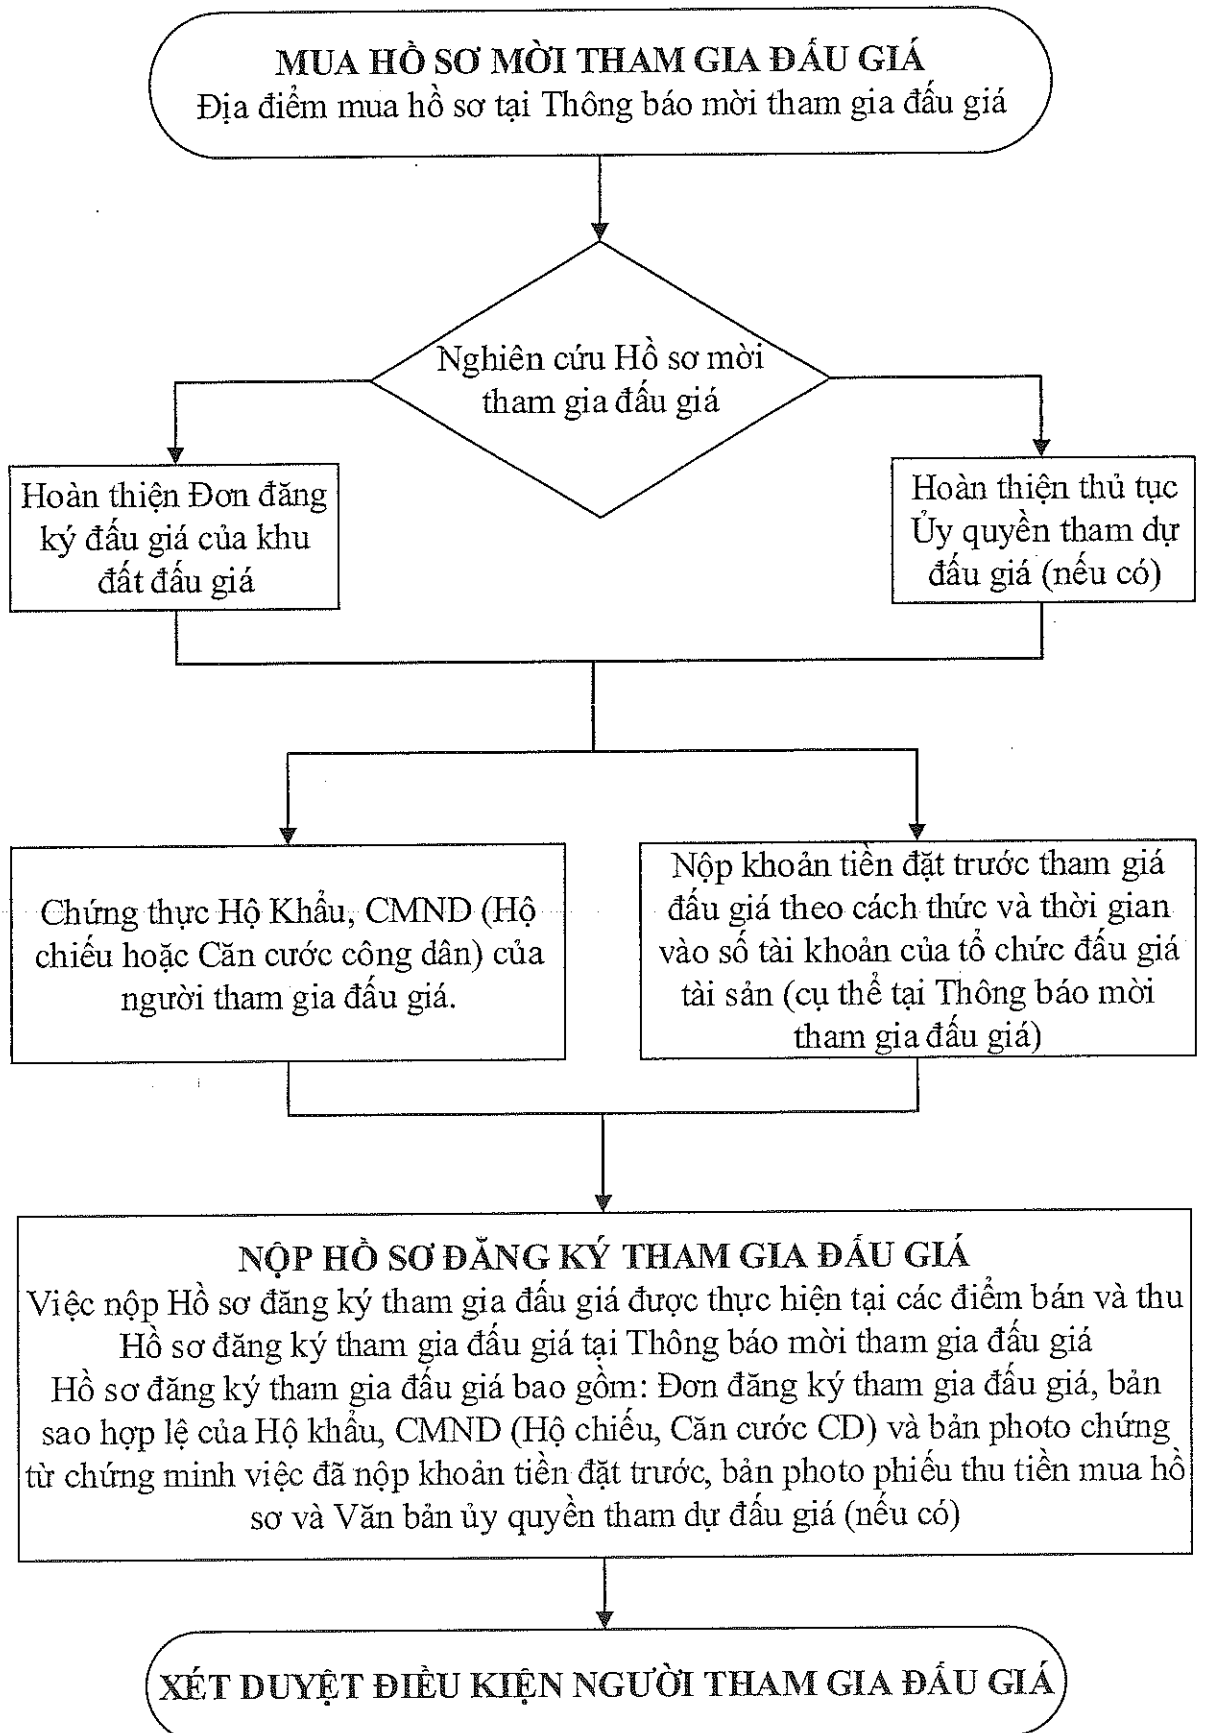 MUA HỒ SƠ MỜI THAM GIA ĐẤU GIÁ
Địa điểm mua hồ sơ tại Thông báo mời tham gia đấu giá
Nghiên cứu Hồ sơ mời
tham gia đấu giá
Hoàn thiện Đơn đăng
ký đấu giá của khu
đất đấu giá
Hoàn thiện thủ tục
Ủy quyền tham dự
đấu giá (nếu có)
Chứng thực Hộ Khẩu, CMND (Hộ
chiếu hoặc Căn cước công dân) của
người tham gia đấu giá.
Nộp khoản tiền đặt trước tham giá
đấu giá theo cách thức và thời gian
vào số tài khoản của tổ chức đấu giá
tài sản (cụ thể tại Thông báo mời
tham gia đấu giá)
NỘP HỒ SƠ ĐĂNG KÝ THAM GIA ĐẤU GIÁ
Việc nộp Hồ sơ đăng ký tham gia đấu giá được thực hiện tại các điểm bán và thu
Hồ sơ đăng ký tham gia đấu giá tại Thông báo mời tham gia đấu giá
Hồ sơ đăng ký tham gia đấu giá bao gồm: Đơn đăng ký tham gia đấu giá, bản
sao hợp lệ của Hộ khẩu, CMND (Hộ chiếu, Căn cước CD) và bản photo chứng
từ chứng minh việc đã nộp khoản tiền đặt trước, bản photo phiếu thu tiền mua hồ
sơ và Văn bản ủy quyền tham dự đấu giá (nếu có)
XÉT DUYỆT ĐIỀU KIỆN NGƯỜI THAM GIA ĐẤU GIÁ